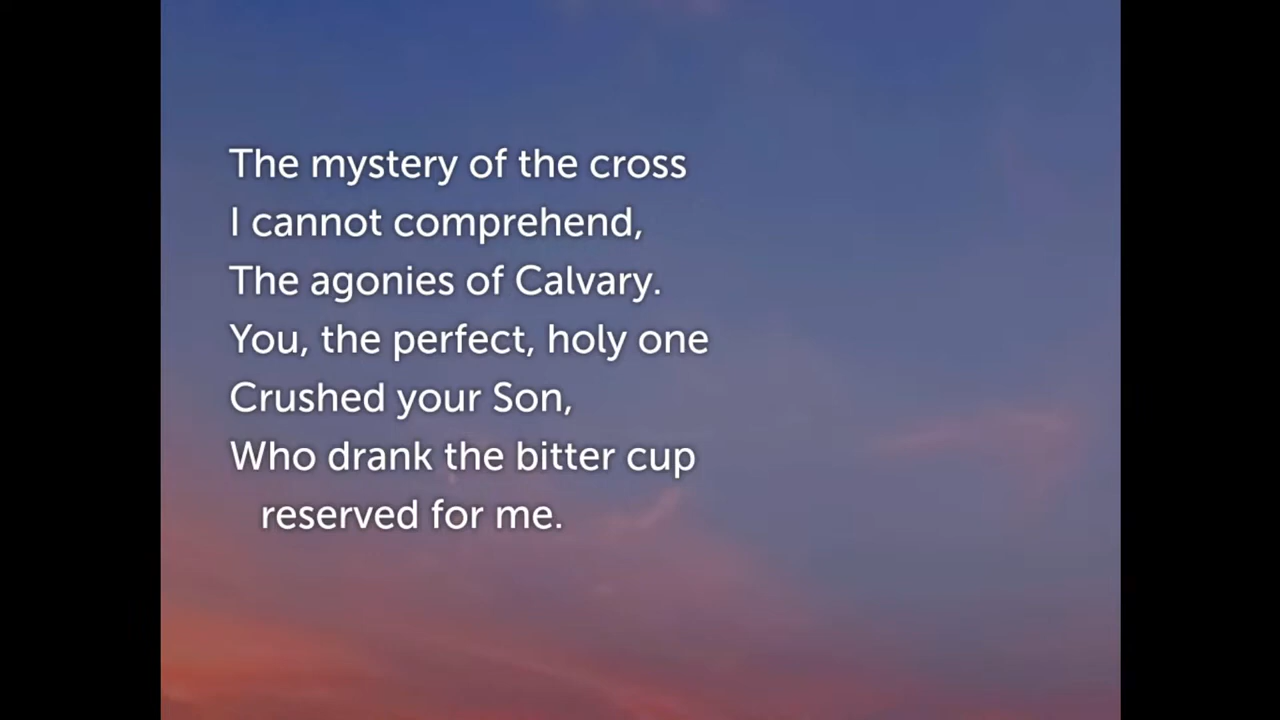 The mystery of the cross
I cannot comprehend,
The agonies of Calvary.
You, the perfect, holy one
Crushed your Son,
Who drank the bitter cup
reserved for me.